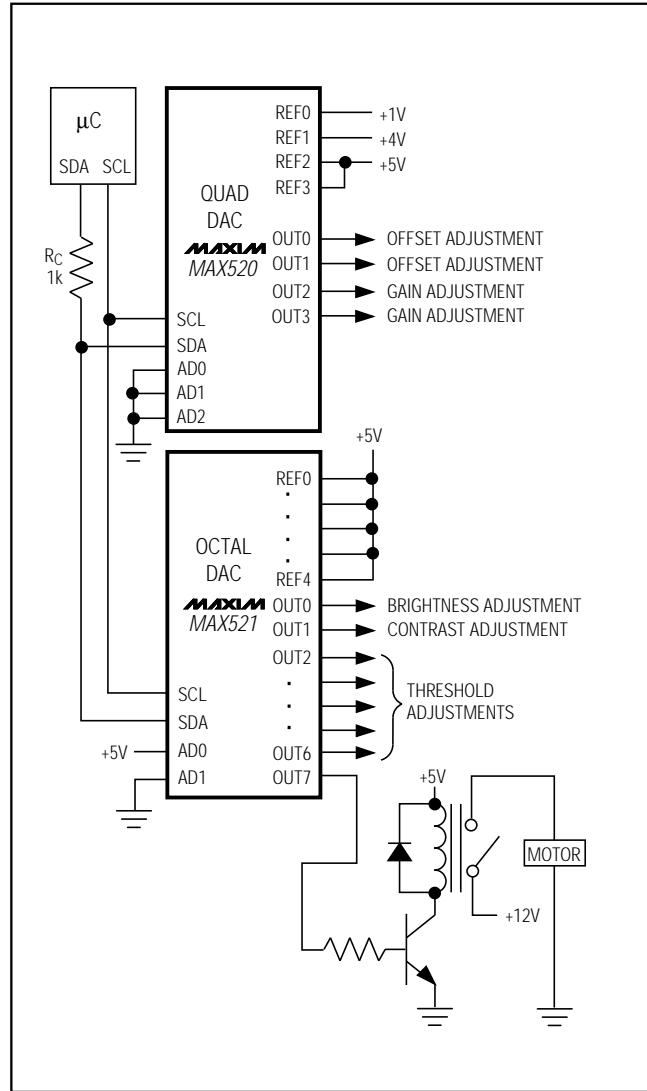 μC
SDA SCL
RC
1k
QUAD
DAC
MAXIM
MAX520
REF0
REF1
REF2
REF3
OUT0
OUT1
OUT2
OUT3
SCL
SDA
AD0
AD1
AD2
+1V
+4V
+5V
OFFSET ADJUSTMENT
OFFSET ADJUSTMENT
GAIN ADJUSTMENT
GAIN ADJUSTMENT
+5V
OCTAL
DAC
MAXIM
MAX521
REF0
REF4
OUT0
OUT1
OUT2
OUT6
OUT7
SCL
SDA
AD0
AD1
+5V
BRIGHTNESS ADJUSTMENT
CONTRAST ADJUSTMENT
THRESHOLD
ADJUSTMENTS
+5V
MOTOR
+12V